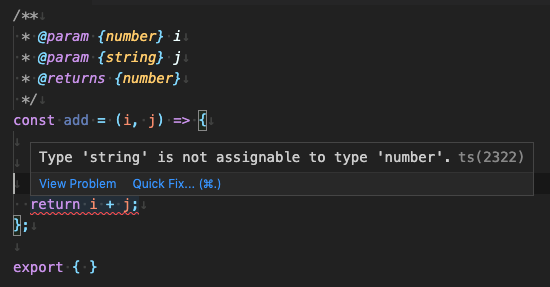 /**
 * @param {number} i
 * @param {string} j
 * @returns {number}
 */
const add = (i, j) => {
Type 'string' is not assignable to type 'number'. ts(2322)
View Problem Quick Fix... (⌘.)
  return i + j;
};
export { }